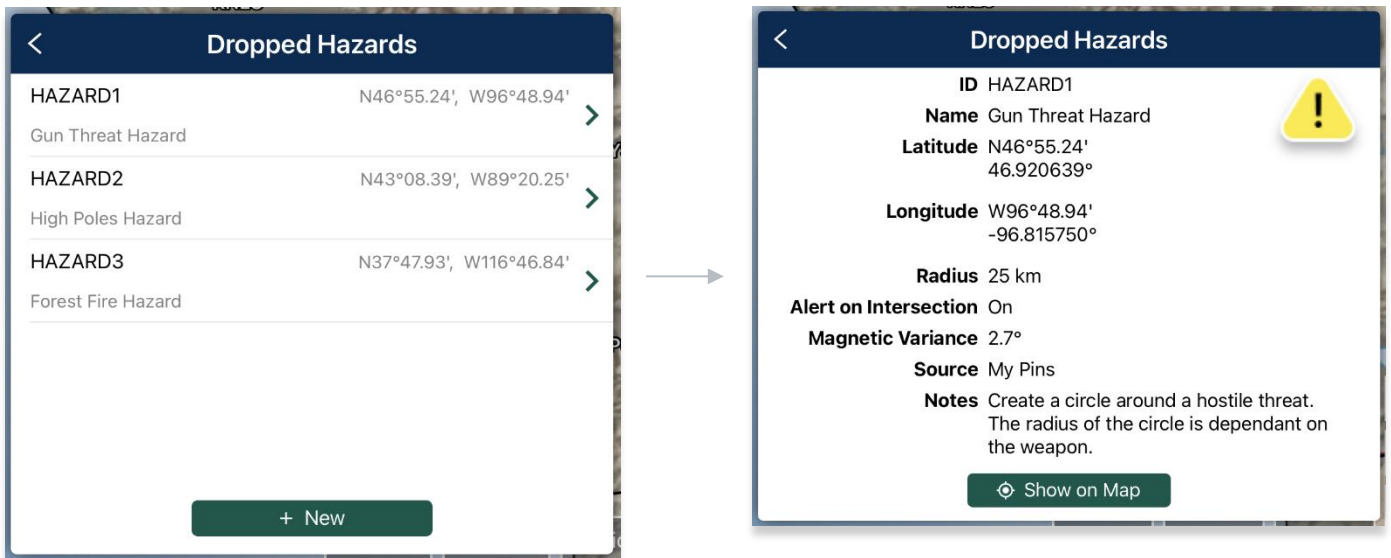 Dropped Hazards
HAZARD1 N46°55.24', W96°48.94'
Gun Threat Hazard
HAZARD2 N43°08.39', W89°20.25'
High Poles Hazard
HAZARD3 N37°47.93', W116°46.84'
Forest Fire Hazard
+ New
Dropped Hazards
ID HAZARD1
Name Gun Threat Hazard
Latitude N46°55.24'
46.920639°
Longitude W96°48.94'
-96.815750°
Radius 25 km
Alert on Intersection On
Magnetic Variance 2.7°
Source My Pins
Notes Create a circle around a hostile threat.
The radius of the circle is dependant on
the weapon.
Show on Map